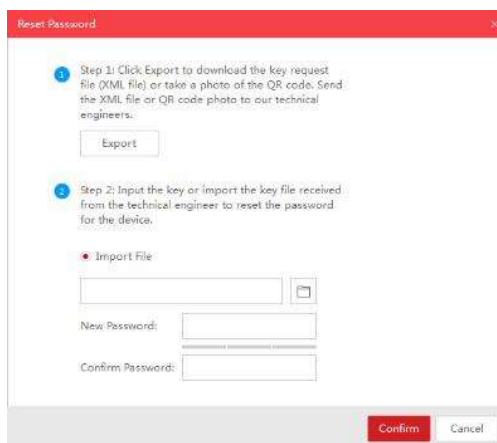 Reset Password
1 Step 1: Click Export to download the key request
file (XML file) or take a photo of the QR code. Send
the XML file or QR code photo to our technical
engineers.
Export
2 Step 2: Input the key or import the key file received
from the technical engineer to reset the password
for the device.
Import File
New Password:
Confirm Password:
Confirm Cancel